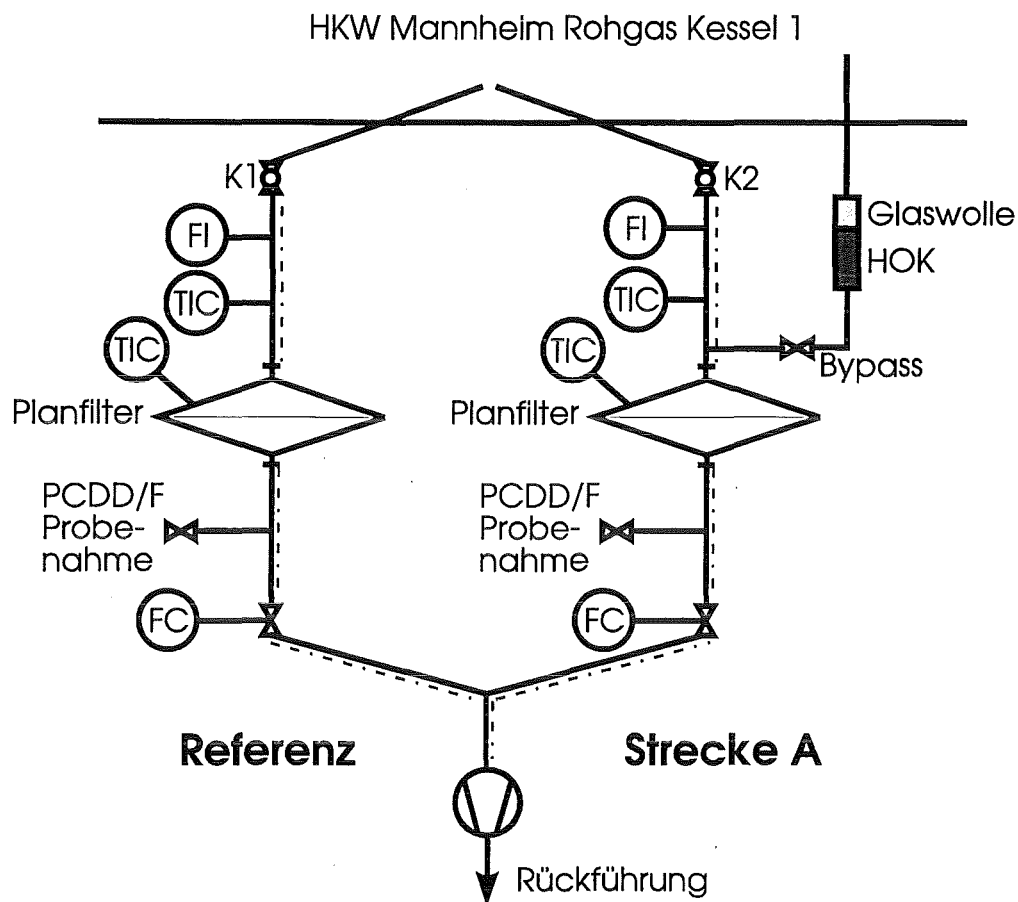 HKW Mannheim Rohgas Kessel 1
K1
K2
FI
FI
Glaswolle
HOK
TIC
TIC
TIC
TIC
Bypass
Planfilter
Planfilter
PCDD/F
Probe-
nahme
PCDD/F
Probe-
nahme
FC
FC
Referenz
Strecke A
Rückführung